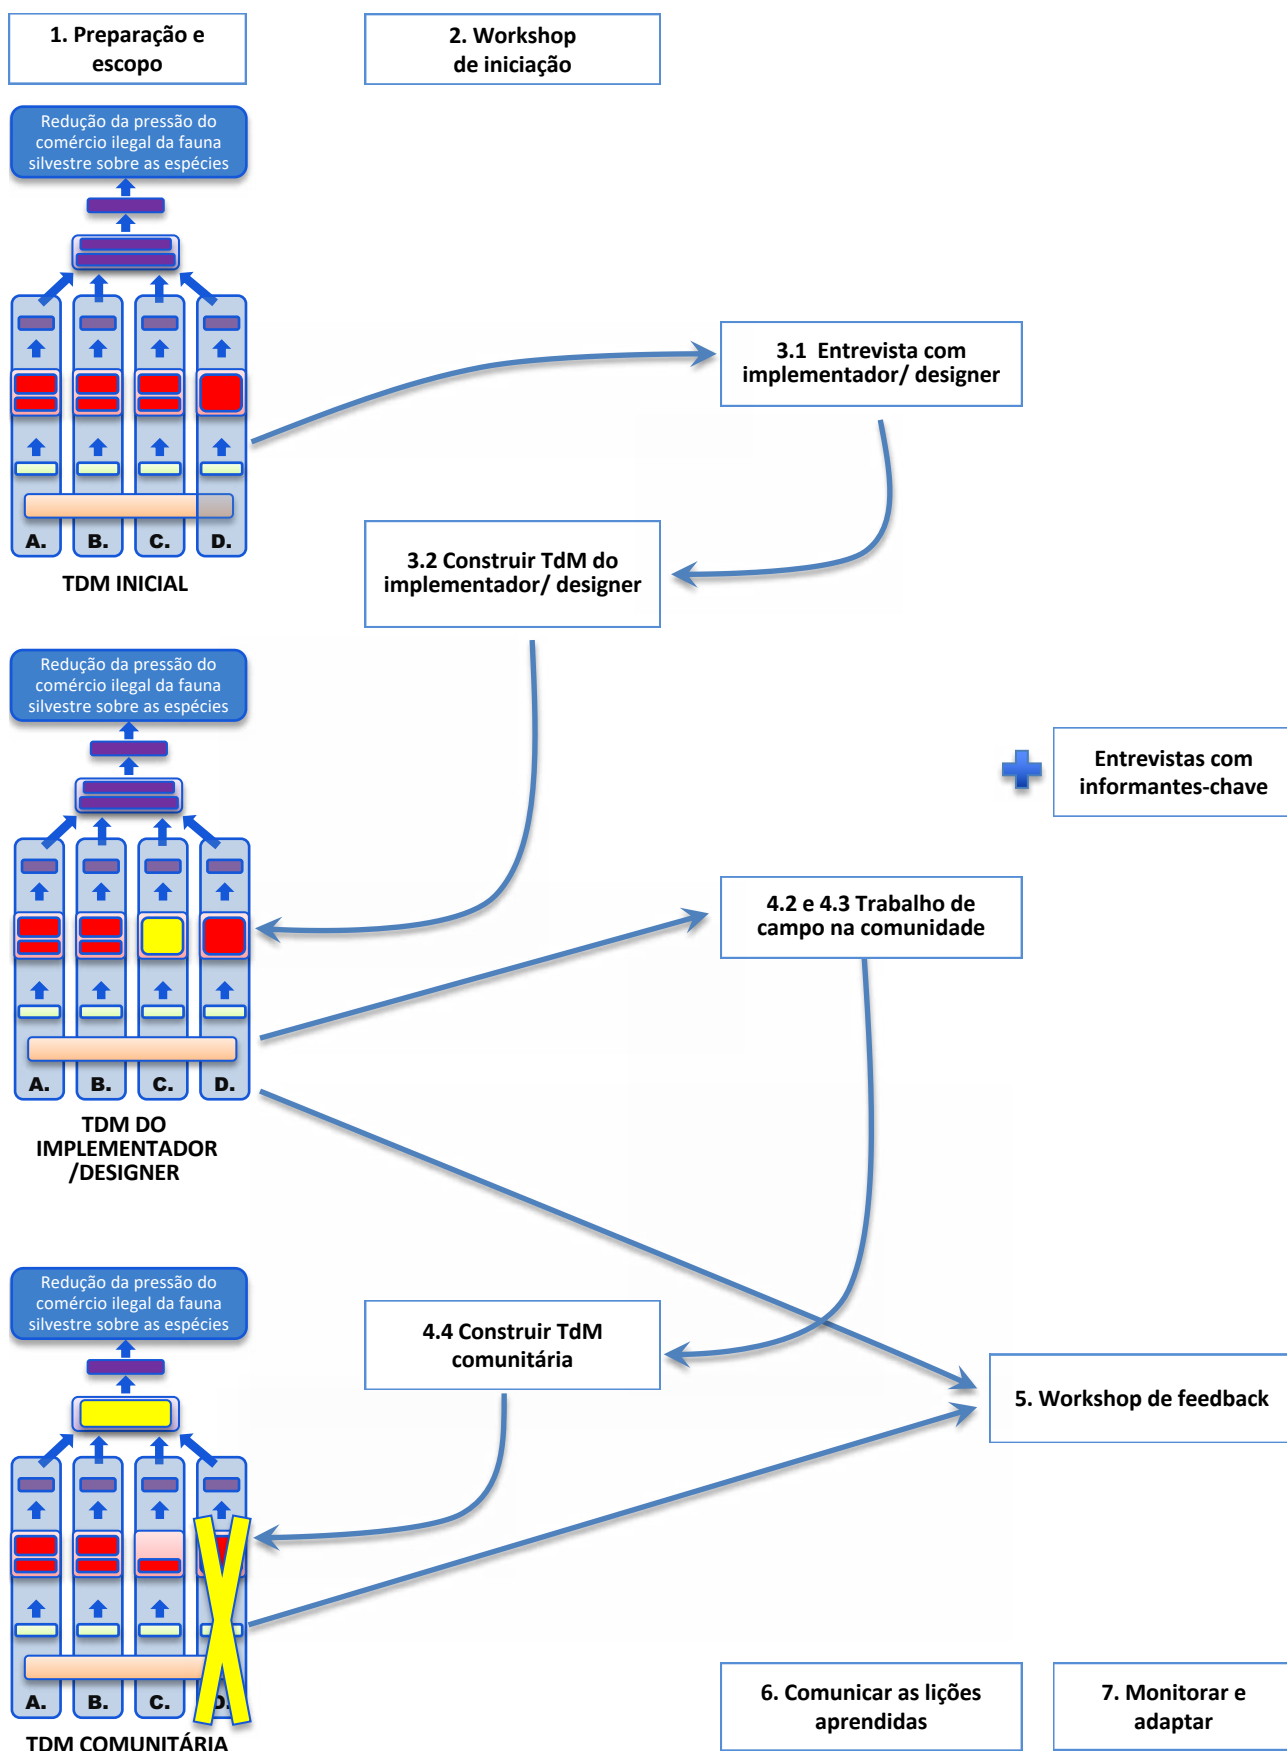 1. Preparação e
escopo
2. Workshop
de iniciação
Redução da pressão do
comércio ilegal da fauna
silvestre sobre as espécies
A. B. C. D.
TDM INICIAL
3.1 Entrevista com
implementador/ designer
3.2 Construir TdM do
implementador/ designer
Redução da pressão do
comércio ilegal da fauna
silvestre sobre as espécies
A. B. C. D.
TDM DO
IMPLEMENTADOR
/DESIGNER
Entrevistas com
informantes-chave
4.2 e 4.3 Trabalho de
campo na comunidade
Redução da pressão do
comércio ilegal da fauna
silvestre sobre as espécies
4.4 Construir TdM
comunitária
5. Workshop de feedback
A. B. C. D.
TDM COMUNITÁRIA
6. Comunicar as lições
aprendidas
7. Monitorar e
adaptar